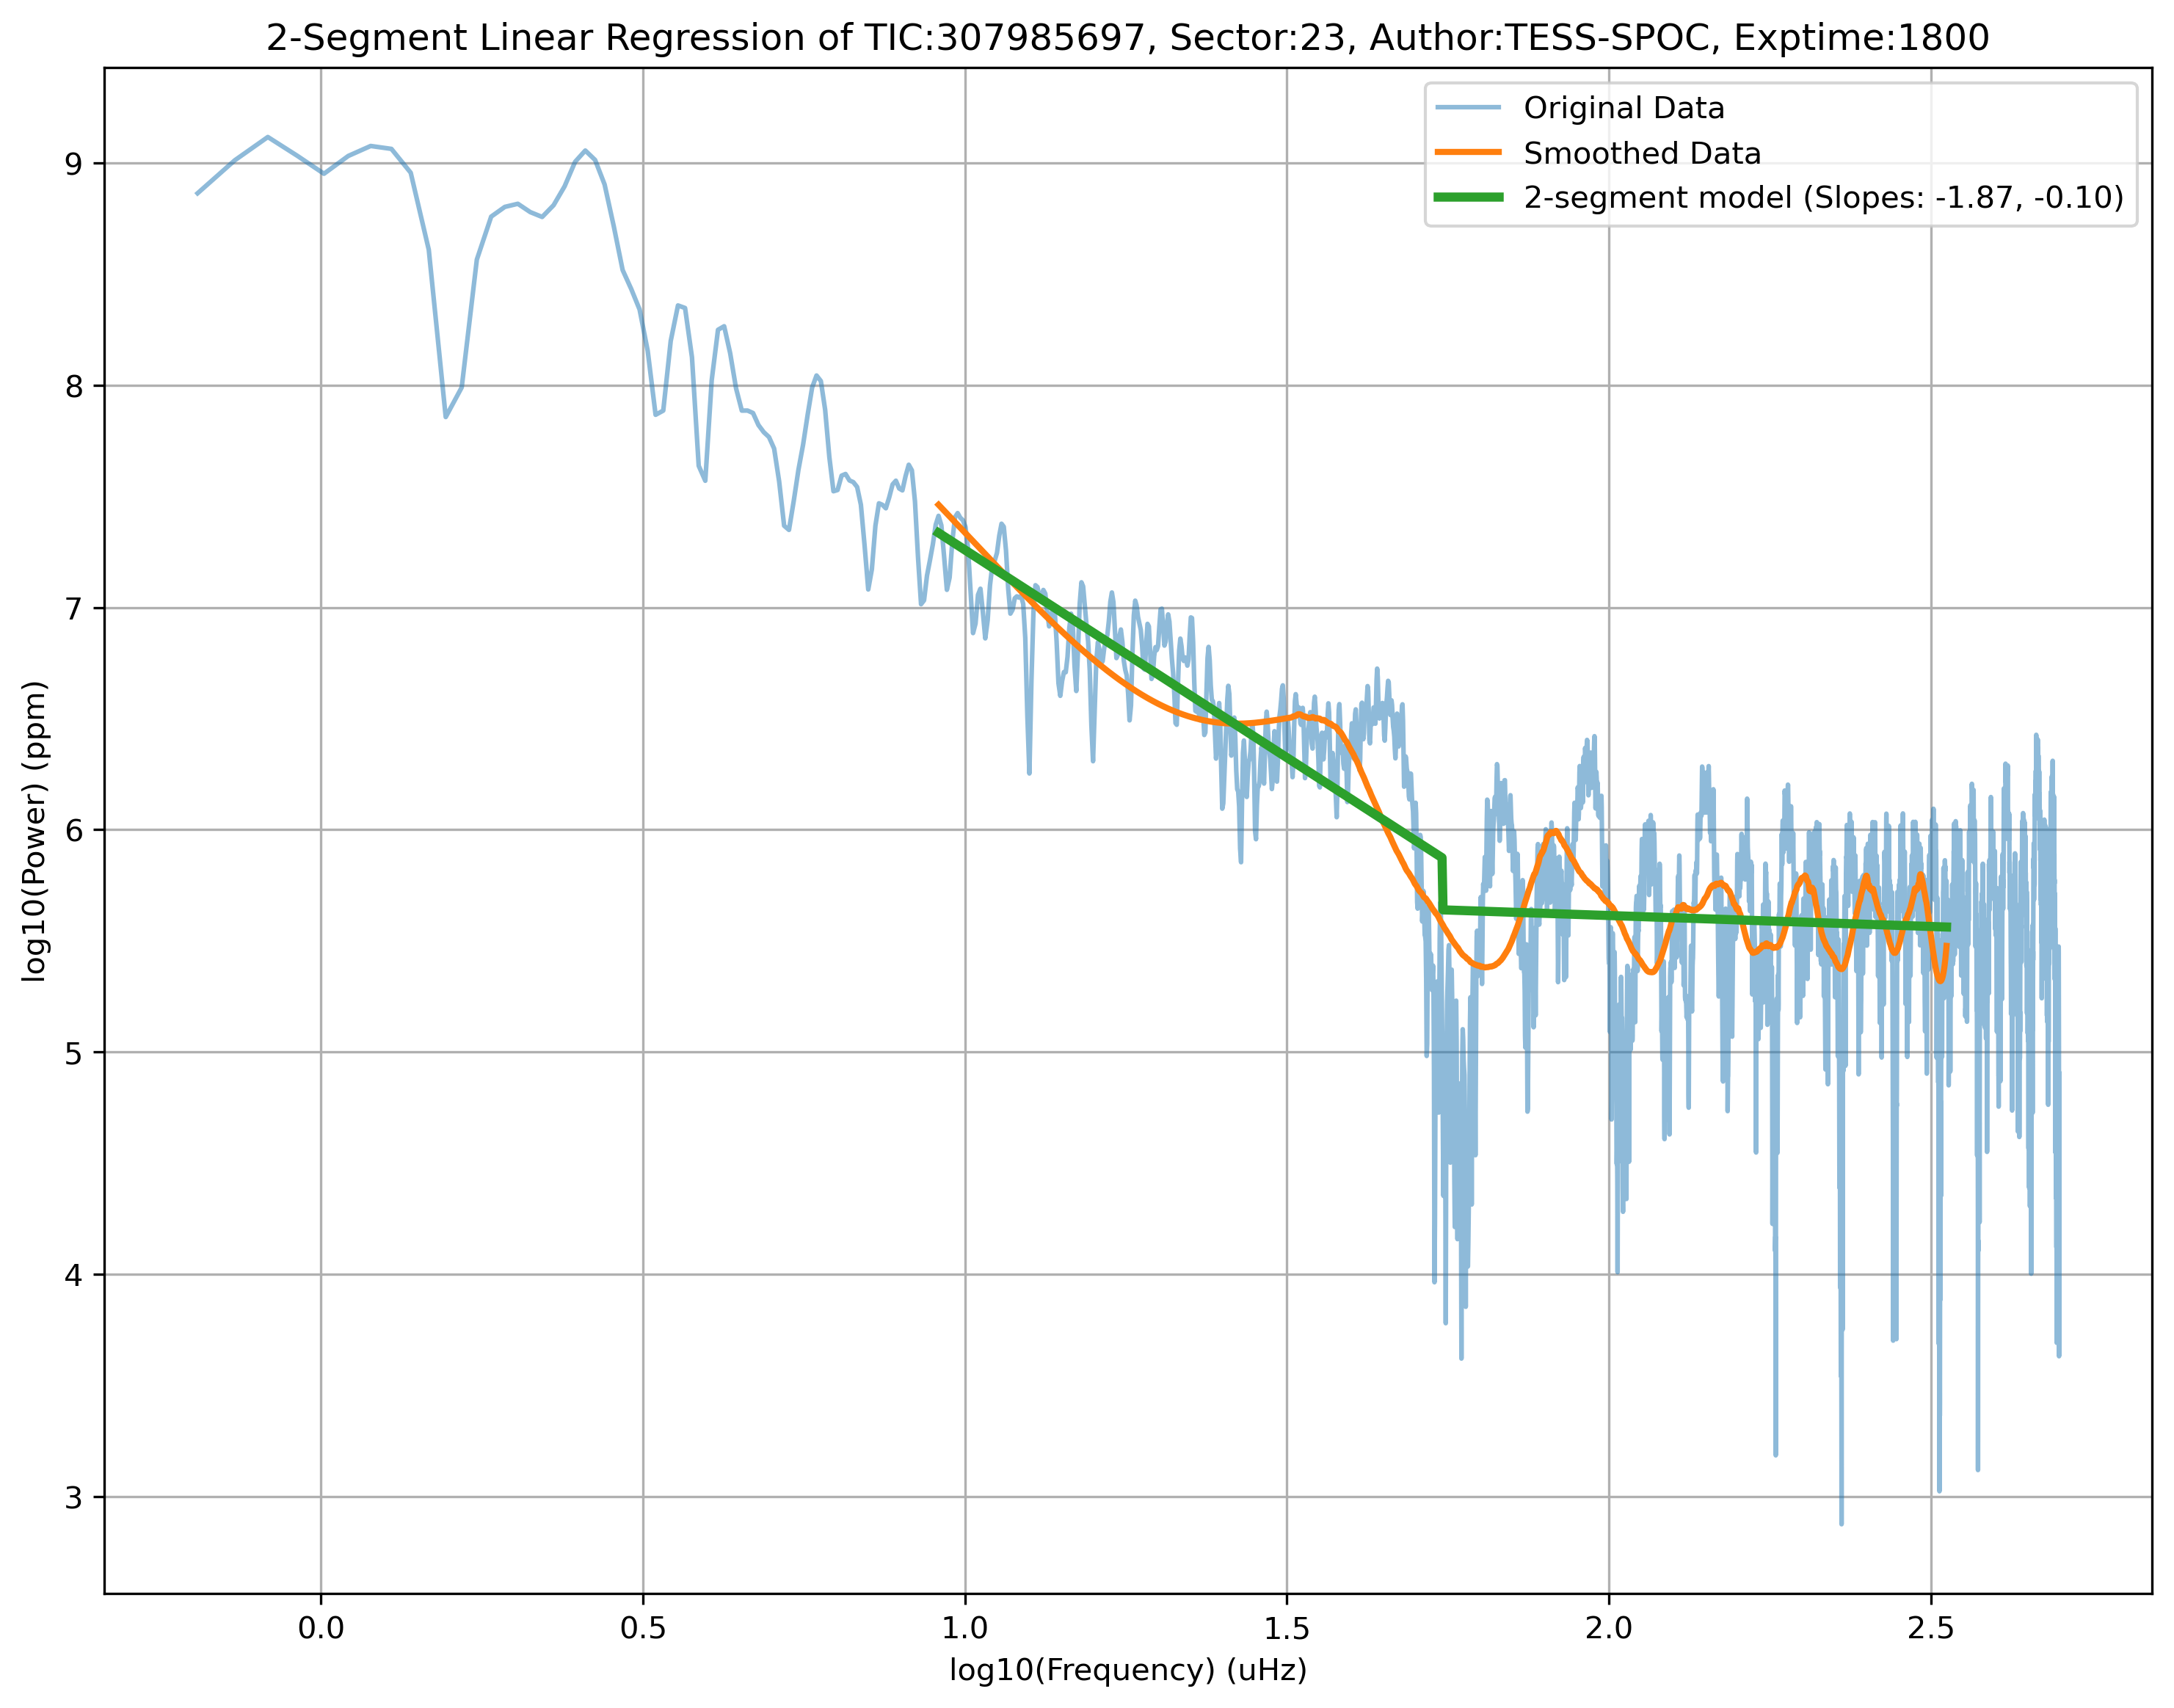 2-Segment Linear Regression of TIC:307985697, Sector:23, Author:TESS-SPOC, Exptime:1800
Original Data
Smoothed Data
2-segment model (Slopes: -1.87, -0.10)
log10(Power) (ppm)
9
8
7
6
5
4
3
0.0 0.5 1.0 1.5 2.0 2.5
log10(Frequency) (uHz)